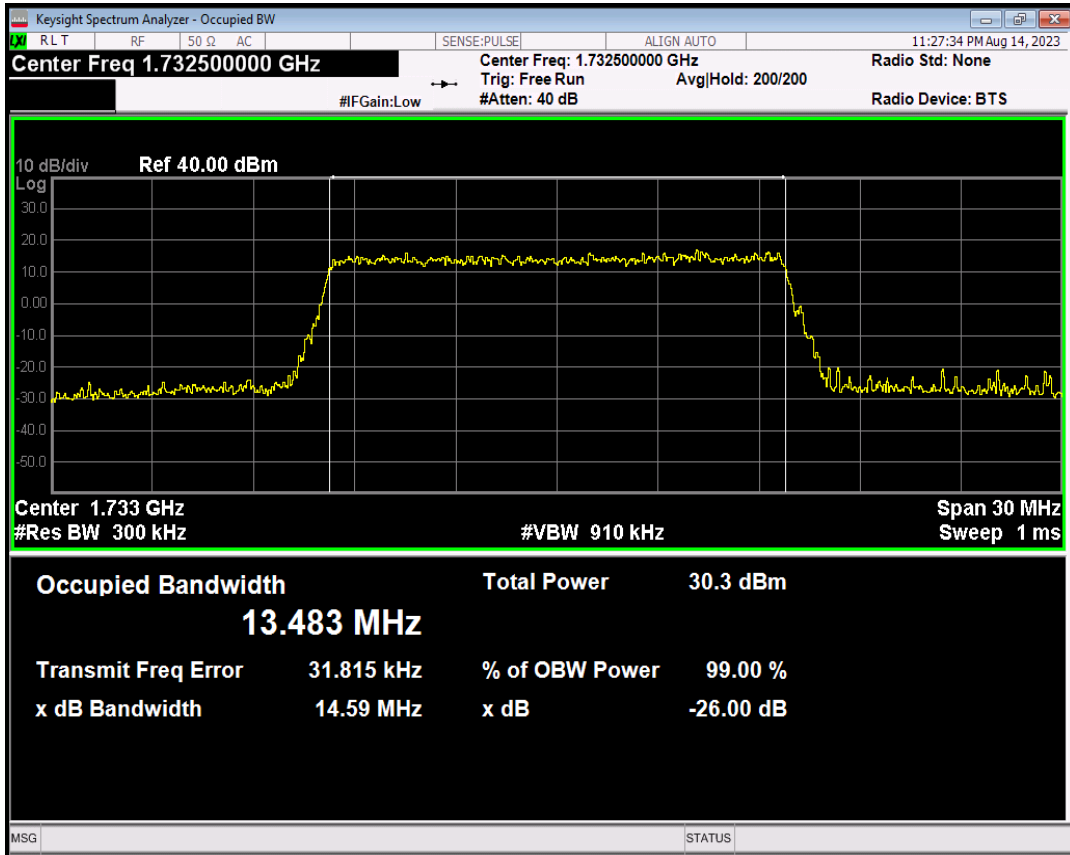 Keysight Spectrum Analyzer - Occupied BW
LXI RLT RF 50 Ω AC SENSE:PULSE ALIGN AUTO 11:27:34 PM Aug 14, 2023
Center Freq 1.732500000 GHz
Center Freq: 1.732500000 GHz
Radio Std: None
Trig: Free Run Avg|Hold: 200/200
#IFGain:Low #Atten: 40 dB Radio Device: BTS
10 dB/div Ref 40.00 dBm
Log
30.0
20.0
10.0
0.00
-10.0
-20.0
-30.0
-40.0
-50.0
Center 1.733 GHz Span 30 MHz
#Res BW 300 kHz #VBW 910 kHz Sweep 1 ms
Occupied Bandwidth Total Power 30.3 dBm
13.483 MHz
Transmit Freq Error 31.815 kHz % of OBW Power 99.00 %
x dB Bandwidth 14.59 MHz x dB -26.00 dB
MSG STATUS